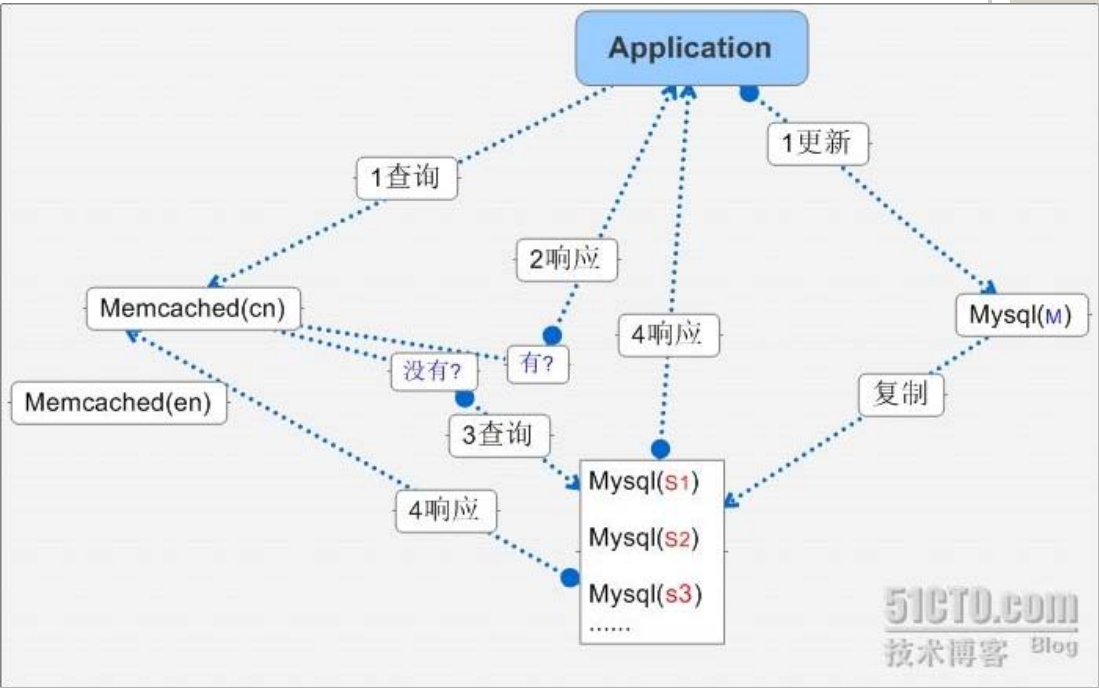 Application
1更新
1查询
2响应
Memcached(cn)
Mysql(M)
4响应
有?
没有?
复制
Memcached(en)
3查询
Mysql(S1)
4响应
Mysql(S2)
Mysql(s3)
......
51CTO.com
技术博客 Blog